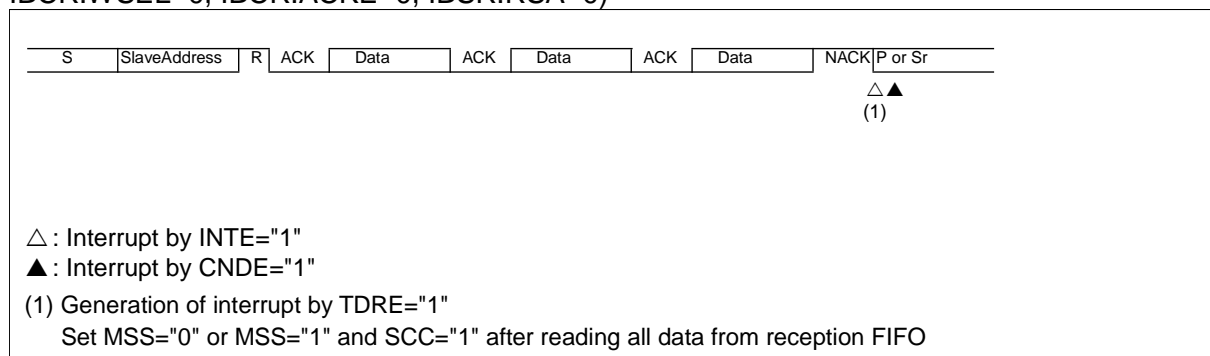 S SlaveAddress R ACK Data ACK Data ACK Data NACK P or Sr
△ ▲
(1)
△ : Interrupt by INTE="1"
▲ : Interrupt by CNDE="1"
(1) Generation of interrupt by TDRE="1"
Set MSS="0" or MSS="1" and SCC="1" after reading all data from reception FIFO